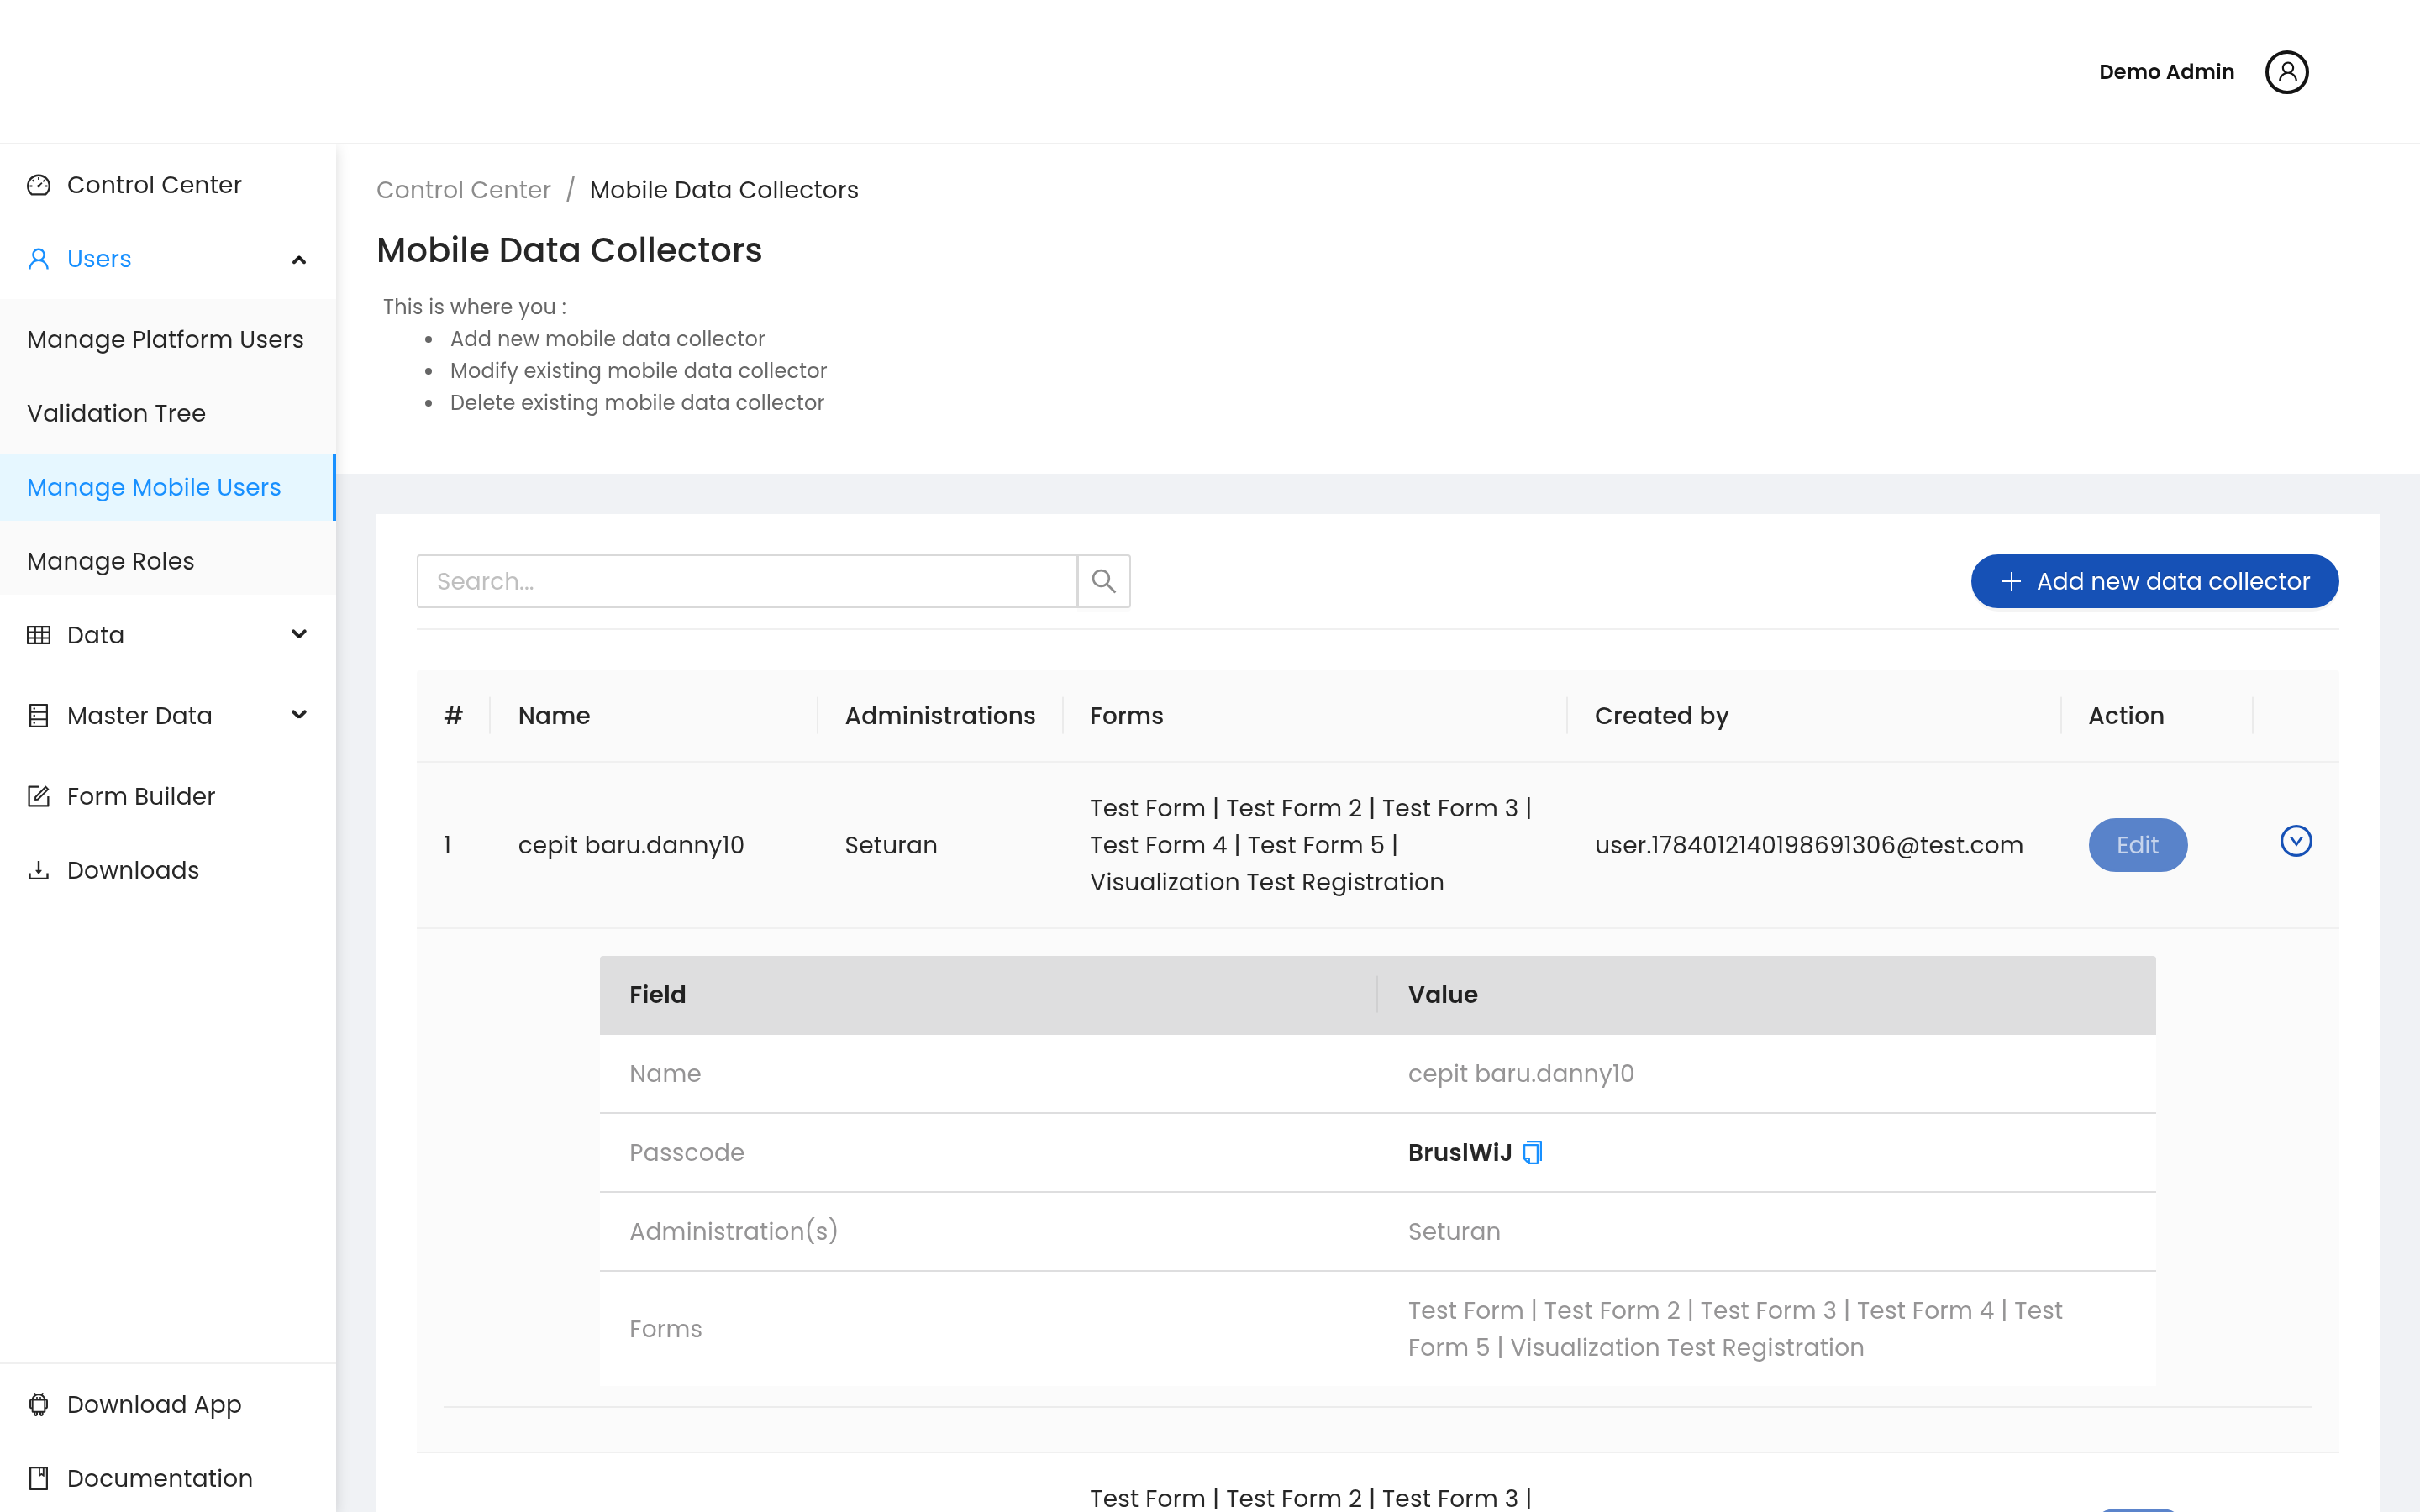 Demo Admin
Control Center
Users
Manage Platform Users
Validation Tree
Manage Mobile Users
Manage Roles
Data
Master Data
Form Builder
Downloads
Download App
Documentation
Control Center / Mobile Data Collectors
Mobile Data Collectors
This is where you :
Add new mobile data collector
Modify existing mobile data collector
Delete existing mobile data collector
Search...
Add new data collector
# Name Administrations Forms Created by Action
Test Form | Test Form 2 | Test Form 3 |
1 cepit baru.danny10 Seturan Test Form 4 | Test Form 5 | user.1784012140198691306@test.com Edit
Visualization Test Registration
Field Value
Name cepit baru.danny10
Passcode BruslWiJ
Administration(s) Seturan
Forms Test Form | Test Form 2 | Test Form 3 | Test Form 4 | Test
Form 5 | Visualization Test Registration
Test Form | Test Form 2 | Test Form 3 |